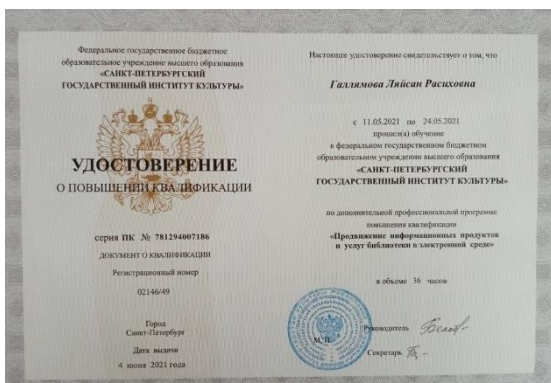 Федеральное государственное бюджетное
образовательное учреждение высшего образования
«САНКТ-ПЕТЕРБУРГСКИЙ
ГОСУДАРСТВЕННЫЙ ИНСТИТУТ КУЛЬТУРЫ»
УДОСТОВЕРЕНИЕ
О ПОВЫШЕНИИ КВАЛИФИКАЦИИ
серия ПК № 781294007186
ДОКУМЕНТ О КВАЛИФИКАЦИИ
Регистрационный номер
02146/49
Город
Санкт-Петербург
Дата выдачи
4 июня 2021 года
Настоящее удостоверение свидетельствует о том, что
Галлямова Ляйсан Расиховна
с 11.05.2021 по 24.05.2021
прошел(а) обучение
в федеральном государственном бюджетном
образовательном учреждении высшего образования
«САНКТ-ПЕТЕРБУРГСКИЙ
ГОСУДАРСТВЕННЫЙ ИНСТИТУТ КУЛЬТУРЫ»
по дополнительной профессиональной программе
повышения квалификации
«Продвижение информационных продуктов
и услуг библиотеки в электронной среде»
в объеме 36 часов
Руководитель
М. П.
Секретарь